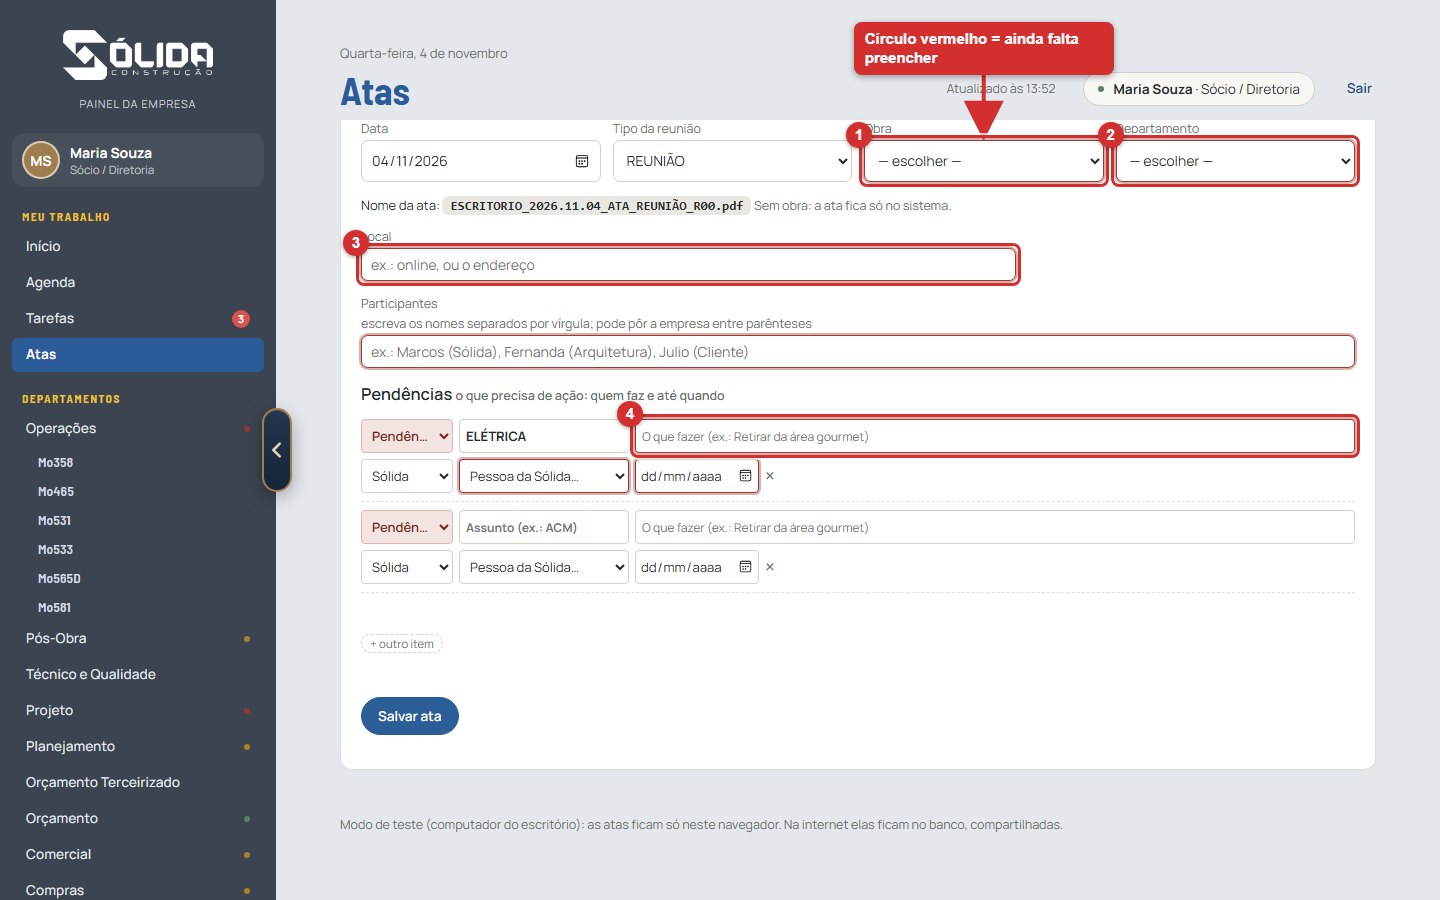 SÓLIDA
CONSTRUÇÃO
PAINEL DA EMPRESA
MS
Maria Souza
Sócio / Diretoria
MEU TRABALHO
Início
Agenda
Tarefas
3
Atas
DEPARTAMENTOS
Operações
Mo358
Mo465
Mo531
Mo533
Mo565D
Mo581
Pós-Obra
Técnico e Qualidade
Projeto
Planejamento
Orçamento Terceirizado
Orçamento
Comercial
Compras
Quarta-feira, 4 de novembro
Atas
Círculo vermelho = ainda falta
preencher
Atualizado às 13:52
Maria Souza · Sócio / Diretoria
Sair
Data
Tipo da reunião
1
Obra
2
Departamento
04/11/2026
REUNIÃO
— escolher —
— escolher —
Nome da ata: ESCRITORIO_2026.11.04_ATA_REUNIÃO_R00.pdf Sem obra: a ata fica só no sistema.
3
Local
ex.: online, ou o endereço
Participantes
escreva os nomes separados por vírgula; pode pôr a empresa entre parênteses
ex.: Marcos (Sólida), Fernanda (Arquitetura), Julio (Cliente)
Pendências o que precisa de ação: quem faz e até quando
4
Pendên... ELÉTRICA O que fazer (ex.: Retirar da área gourmet)
Sólida Pessoa da Sólida... dd/mm/aaaa ×
Pendên... Assunto (ex.: ACM) O que fazer (ex.: Retirar da área gourmet)
Sólida Pessoa da Sólida... dd/mm/aaaa ×
+ outro item
Salvar ata
Modo de teste (computador do escritório): as atas ficam só neste navegador. Na internet elas ficam no banco, compartilhadas.